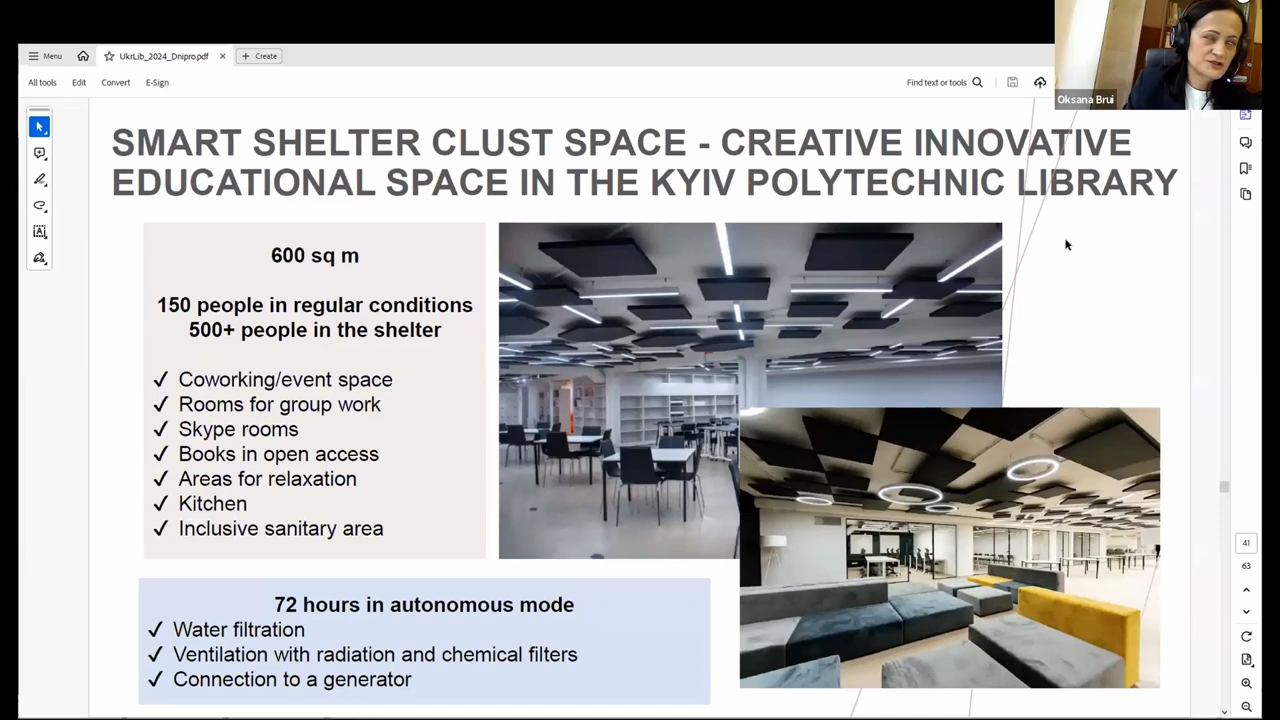 Menu
UkrLib_2024_Dnipro.pdf
Create
All tools
Edit
Convert
E-Sign
Find text or tools
Oksana Brui
SMART SHELTER CLUST SPACE - CREATIVE INNOVATIVE
EDUCATIONAL SPACE IN THE KYIV POLYTECHNIC LIBRARY
600 sq m
150 people in regular conditions
500+ people in the shelter
✓ Coworking/event space
✓ Rooms for group work
✓ Skype rooms
✓ Books in open access
✓ Areas for relaxation
✓ Kitchen
✓ Inclusive sanitary area
72 hours in autonomous mode
✓ Water filtration
✓ Ventilation with radiation and chemical filters
✓ Connection to a generator
41
63